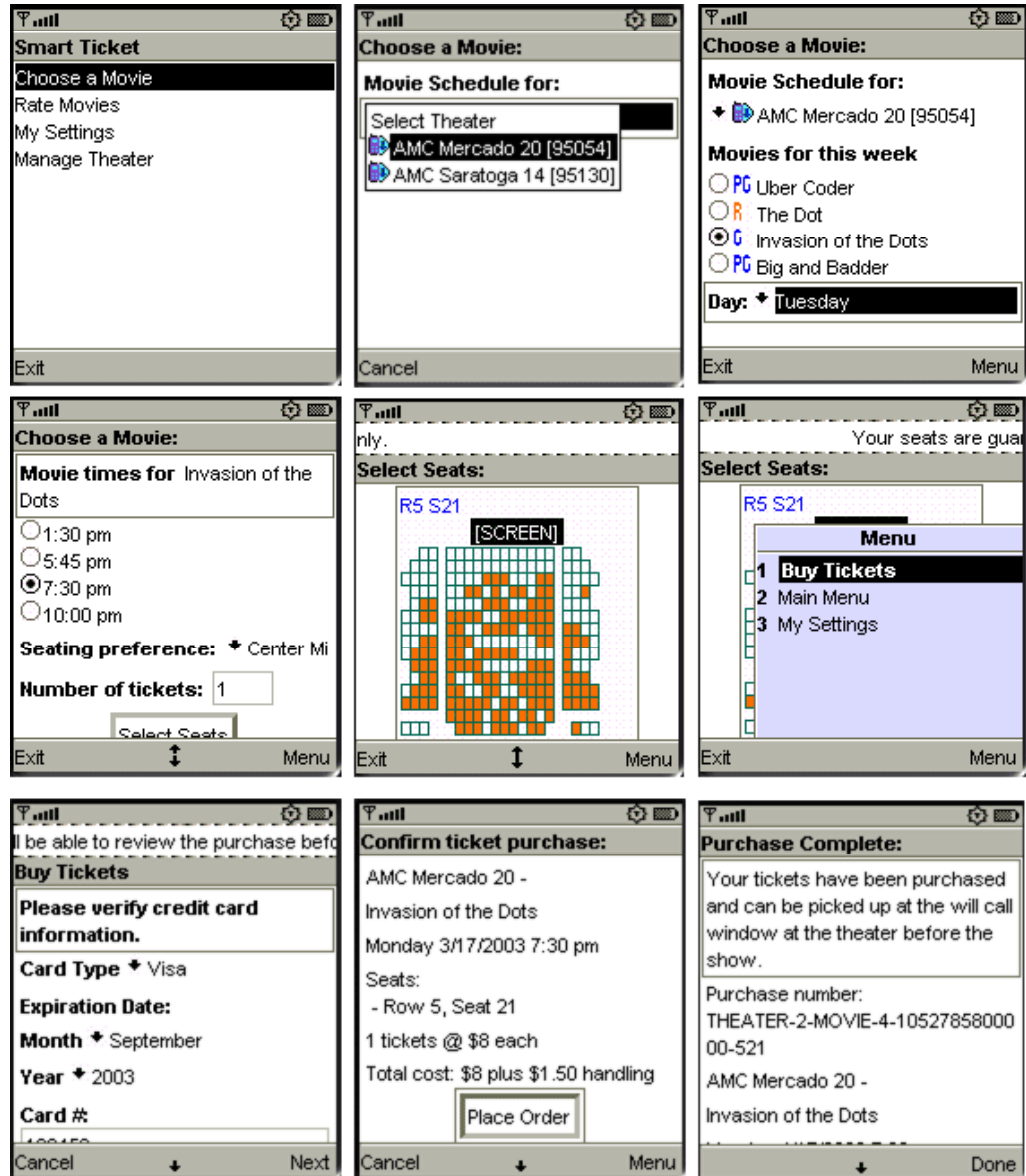 Smart Ticket
Choose a Movie
Rate Movies
My Settings
Manage Theater
Exit
Choose a Movie:
Movie Schedule for:
Select Theater
AMC Mercado 20 [95054]
AMC Saratoga 14 [95130]
Cancel
Choose a Movie:
Movie Schedule for:
AMC Mercado 20 [95054]
Movies for this week
PG Uber Coder
R The Dot
G Invasion of the Dots
PG Big and Badder
Day: Tuesday
Exit Menu
Choose a Movie:
Movie times for Invasion of the
Dots
1:30 pm
5:45 pm
7:30 pm
10:00 pm
Seating preference: Center Mi
Number of tickets: 1
Select Seats
Exit Menu
nly.
Select Seats:
R5 S21
[SCREEN]
Exit Menu
Your seats are guar
Select Seats:
R5 S21
Menu
1 Buy Tickets
2 Main Menu
3 My Settings
Exit Menu
ll be able to review the purchase befo
Buy Tickets
Please verify credit card
information.
Card Type Visa
Expiration Date:
Month September
Year 2003
Card #:
Cancel Next
Confirm ticket purchase:
AMC Mercado 20 -
Invasion of the Dots
Monday 3/17/2003 7:30 pm
Seats:
- Row 5, Seat 21
1 tickets @ $8 each
Total cost: $8 plus $1.50 handling
Place Order
Cancel Menu
Purchase Complete:
Your tickets have been purchased
and can be picked up at the will call
window at the theater before the
show.
Purchase number:
THEATER-2-MOVIE-4-10527858000
00-521
AMC Mercado 20 -
Invasion of the Dots
Done